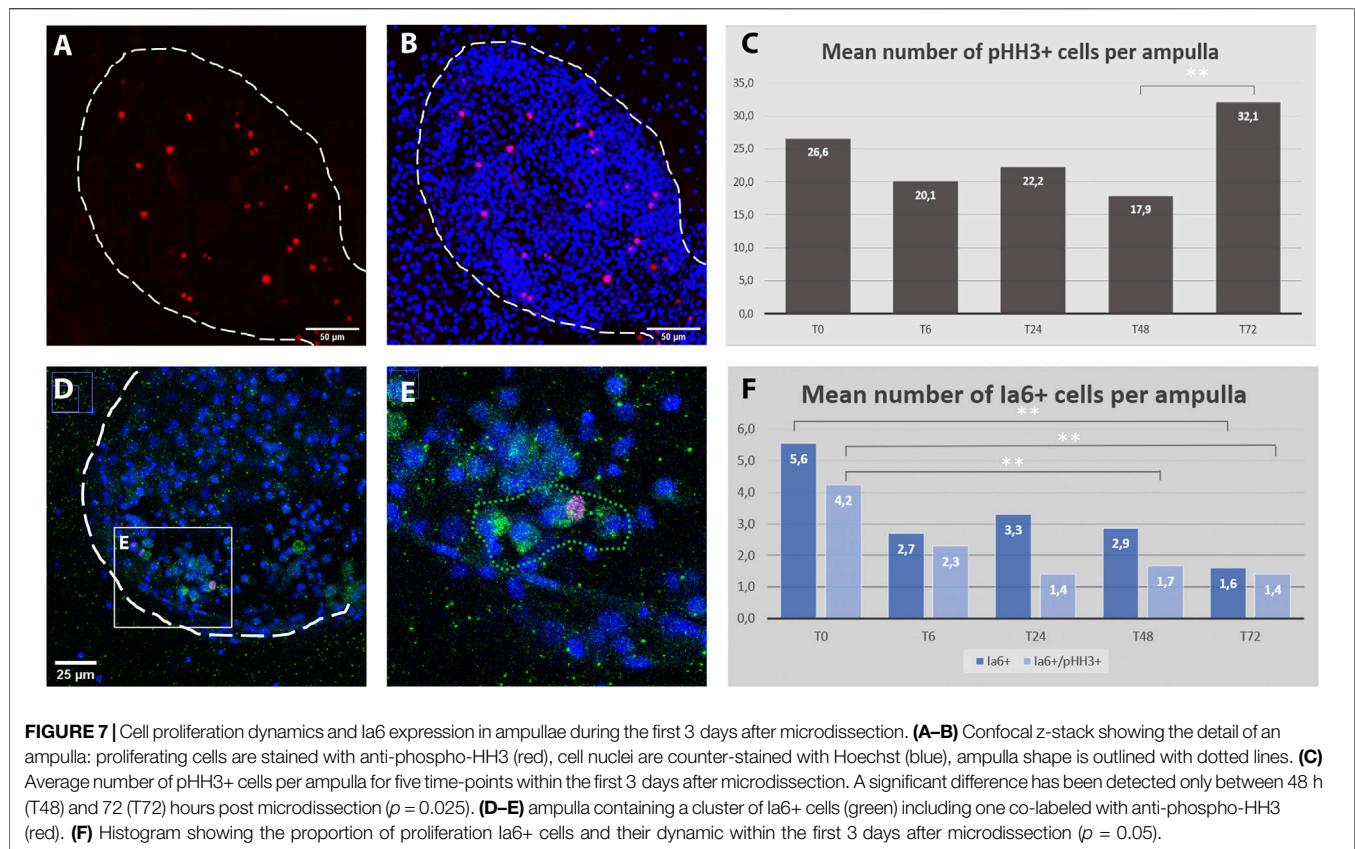 A
50 µm
B
50 µm
C
Mean number of pHH3+ cells per ampulla
**
35,0
30,0
25,0
20,0
15,0
10,0
5,0
0,0
26,6
20,1
22,2
17,9
32,1
T0 T6 T24 T48 T72
D
E
25 µm
E
F
Mean number of Ia6+ cells per ampulla
**
**
**
6,0
5,0
4,0
3,0
2,0
1,0
0,0
5,6
4,2
2,7
2,3
3,3
1,4
2,9
1,7
1,6
1,4
T0 T6 T24 T48 T72
Ia6+ Ia6+/pHH3+
FIGURE 7 | Cell proliferation dynamics and Ia6 expression in ampullae during the first 3 days after microdissection. (A–B) Confocal z-stack showing the detail of an
ampulla: proliferating cells are stained with anti-phospho-HH3 (red), cell nuclei are counter-stained with Hoechst (blue), ampulla shape is outlined with dotted lines. (C)
Average number of pHH3+ cells per ampulla for five time-points within the first 3 days after microdissection. A significant difference has been detected only between 48 h
(T48) and 72 (T72) hours post microdissection (p = 0.025). (D–E) ampulla containing a cluster of Ia6+ cells (green) including one co-labeled with anti-phospho-HH3
(red). (F) Histogram showing the proportion of proliferation Ia6+ cells and their dynamic within the first 3 days after microdissection (p = 0.05).